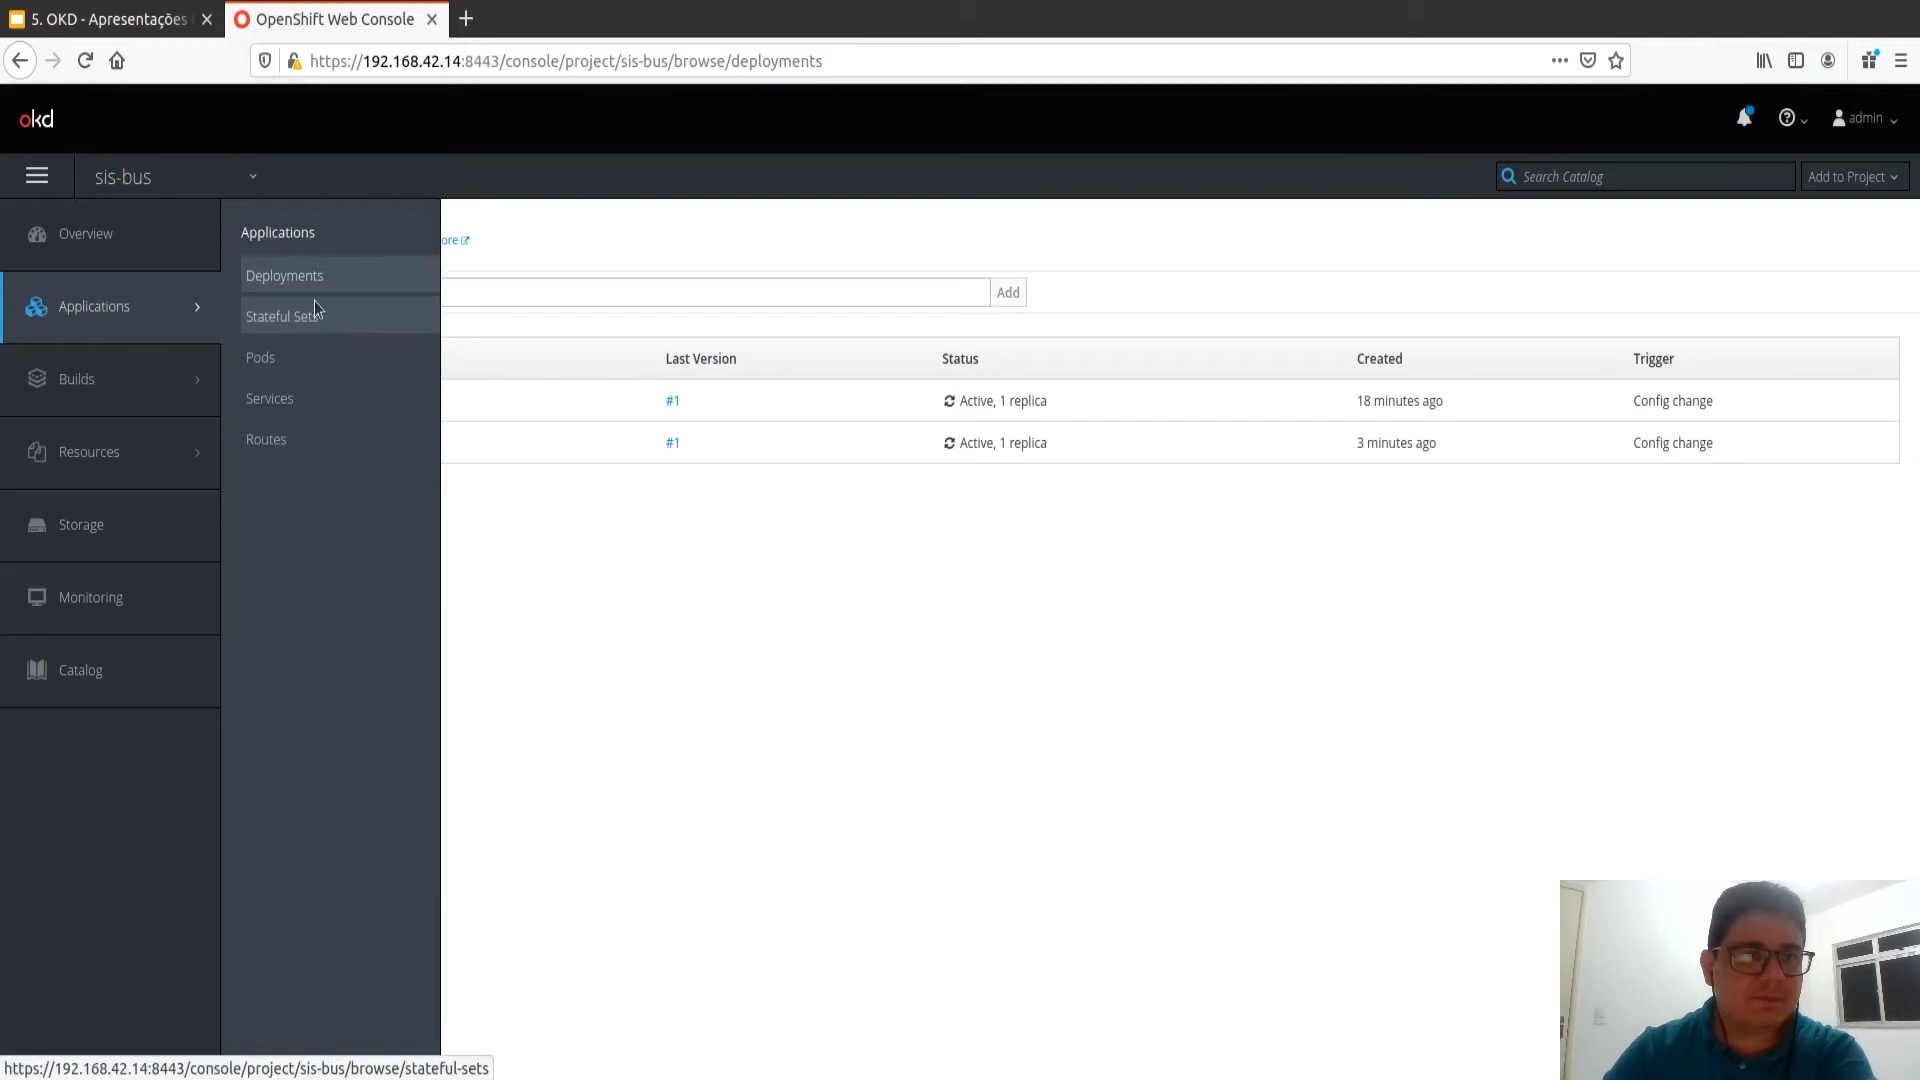 5. OKD - Apresentações
OpenShift Web Console
https://192.168.42.14:8443/console/project/sis-bus/browse/deployments
okd
admin
sis-bus
Search Catalog
Add to Project
Overview
Applications
Builds
Resources
Storage
Monitoring
Catalog
Applications
Deployments
Stateful Sets
Pods
Services
Routes
ore
Add
Last Version Status Created Trigger
#1 Active, 1 replica 18 minutes ago Config change
#1 Active, 1 replica 3 minutes ago Config change
https://192.168.42.14:8443/console/project/sis-bus/browse/stateful-sets